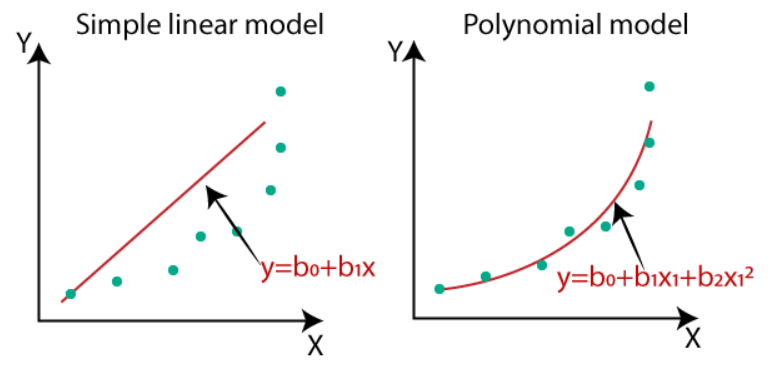 Simple linear model
Y
y=b₀+b₁x
X
Polynomial model
Y
y=b₀+b₁x₁+b₂x₁²
X